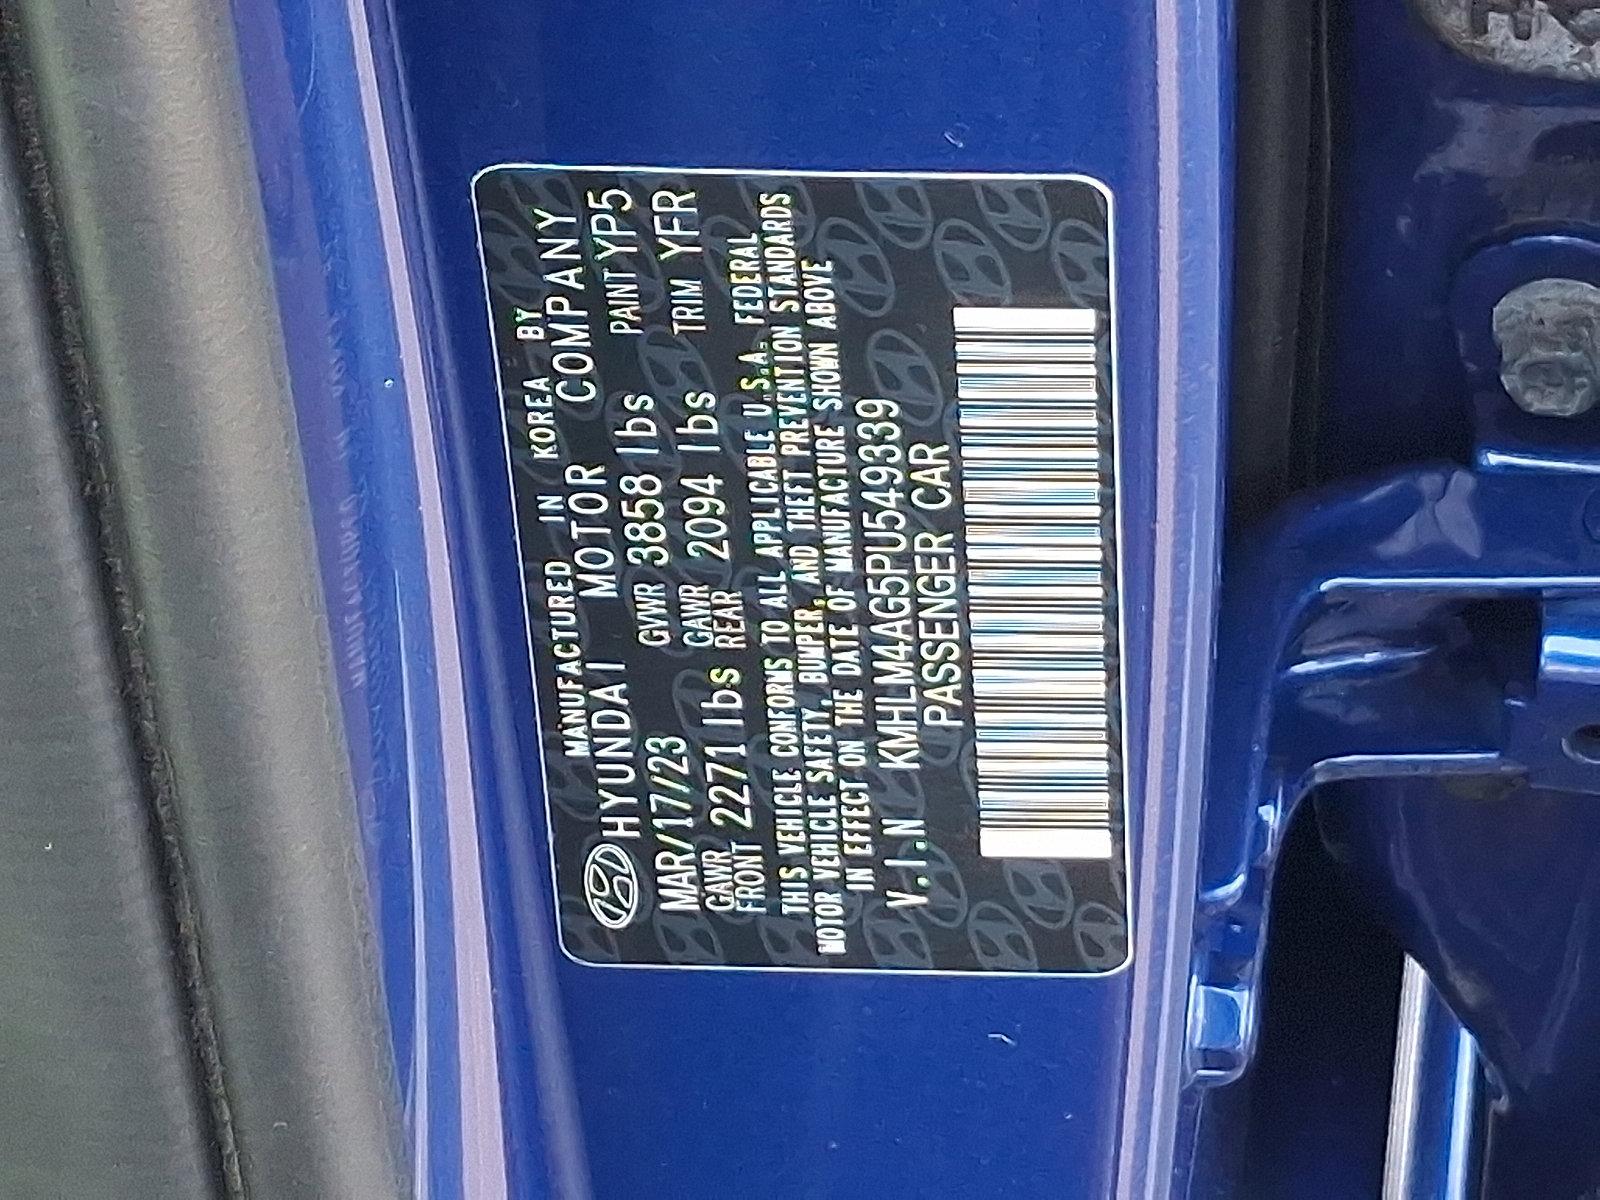 MANUFACTURED IN KOREA BY
HYUNDAI MOTOR COMPANY
MAR/17/23 GVWR 3858 lbs PAINT YP5
GAWR FRONT 2271 lbs GAWR REAR 2094 lbs TRIM YFR
THIS VEHICLE CONFORMS TO ALL APPLICABLE U.S.A. FEDERAL
MOTOR VEHICLE SAFETY, BUMPER, AND THEFT PREVENTION STANDARDS
IN EFFECT ON THE DATE OF MANUFACTURE SHOWN ABOVE
V.I.N KMHLM4AG5PU549339
PASSENGER CAR